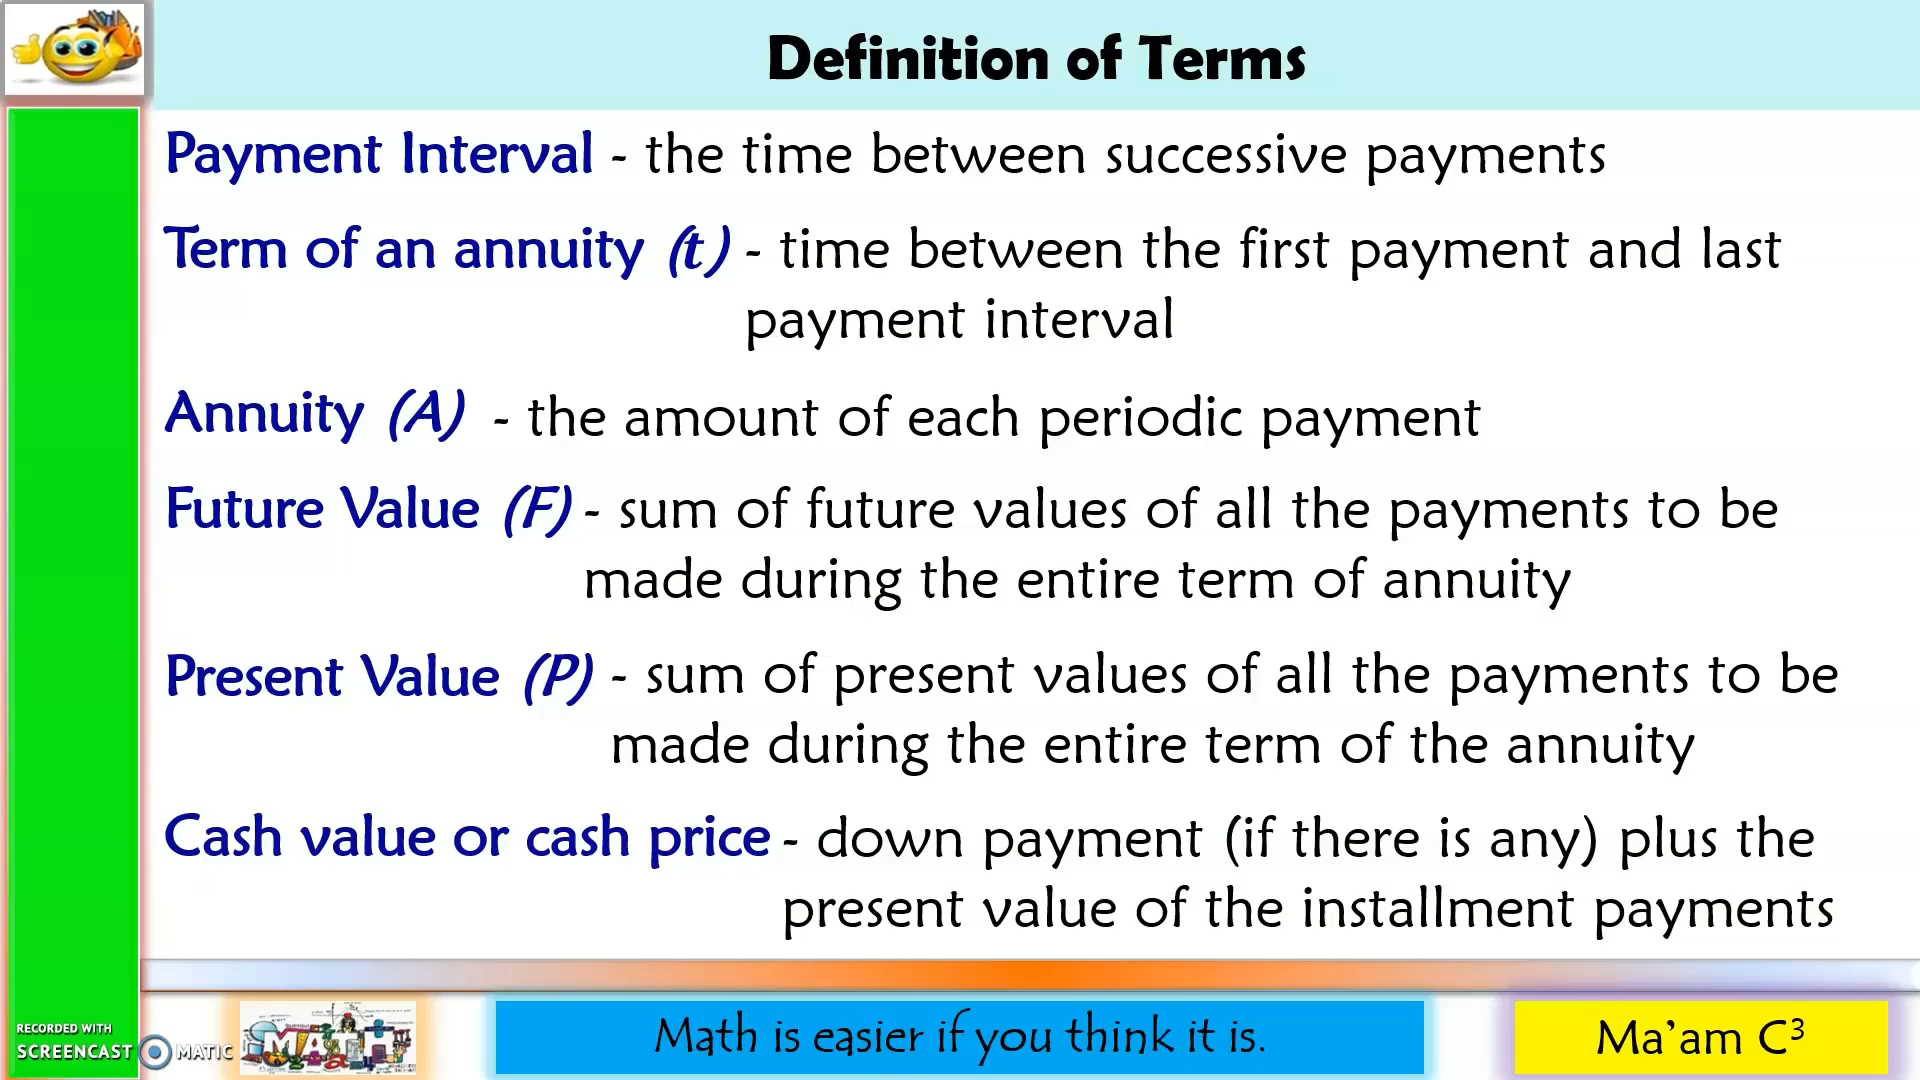 Definition of Terms
Payment Interval - the time between successive payments
Term of an annuity (t) - time between the first payment and last
payment interval
Annuity (A) - the amount of each periodic payment
Future Value (F) - sum of future values of all the payments to be
made during the entire term of annuity
Present Value (P) - sum of present values of all the payments to be
made during the entire term of the annuity
Cash value or cash price - down payment (if there is any) plus the
present value of the installment payments
RECORDED WITH
SCREENCAST MATIC
MATH
Math is easier if you think it is.
Ma'am C³